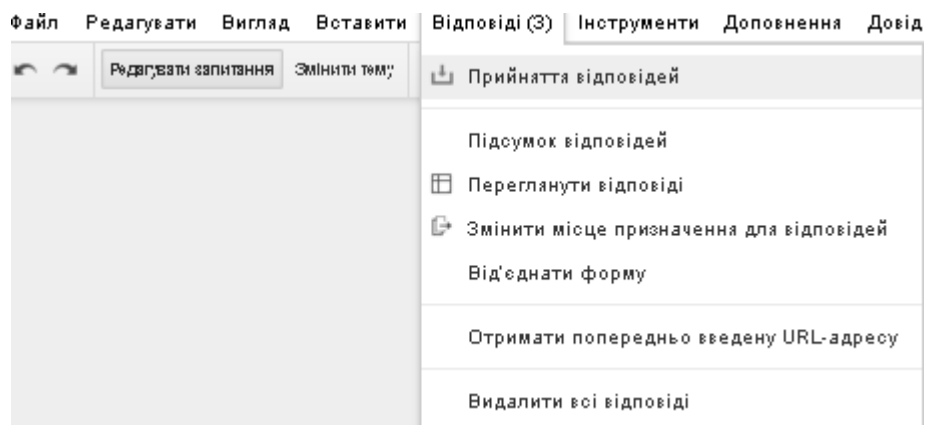 Файл Редагувати Вигляд Вставити Відповіді (3) Інструменти Доповнення Довід
Редагувати запитання Змінити тему
Прийняття відповідей
Підсумок відповідей
Переглянути відповіді
Змінити місце призначення для відповідей
Від'єднати форму
Отримати попередньо введену URL-адресу
Видалити всі відповіді